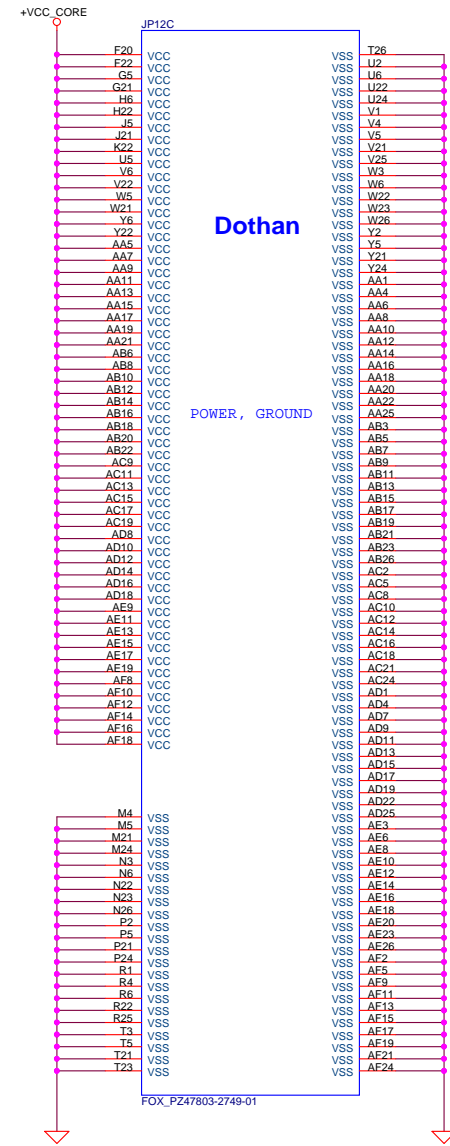 +VCC_CORE
JP12C
F20 VCC VSS T26
F22 VCC VSS U2
G5 VCC VSS U6
G21 VCC VSS U22
H6 VCC VSS U24
H22 VCC VSS V1
J5 VCC VSS V4
J21 VCC VSS V5
K22 VCC VSS V21
U5 VCC VSS V25
V6 VCC VSS W3
V22 VCC VSS W6
W5 VCC VSS W22
W21 VCC VSS W23
Y6 VCC VSS W26
Dothan
Y22 VCC VSS Y2
AA5 VCC VSS Y5
AA7 VCC VSS Y21
AA9 VCC VSS Y24
AA11 VCC VSS AA1
AA13 VCC VSS AA4
AA15 VCC VSS AA6
AA17 VCC VSS AA8
AA19 VCC VSS AA10
AA21 VCC VSS AA12
AB6 VCC VSS AA14
AB8 VCC VSS AA16
AB10 VCC VSS AA18
AB12 VCC VSS AA20
AB14 VCC VSS AA22
AB16 VCC VSS AA25
POWER, GROUND
AB18 VCC VSS AB3
AB20 VCC VSS AB5
AB22 VCC VSS AB7
AC9 VCC VSS AB9
AC11 VCC VSS AB11
AC13 VCC VSS AB13
AC15 VCC VSS AB15
AC17 VCC VSS AB17
AC19 VCC VSS AB19
AD8 VCC VSS AB21
AD10 VCC VSS AB23
AD12 VCC VSS AB26
AD14 VCC VSS AC2
AD16 VCC VSS AC5
AD18 VCC VSS AC8
AE9 VCC VSS AC10
AE11 VCC VSS AC12
AE13 VCC VSS AC14
AE15 VCC VSS AC16
AE17 VCC VSS AC18
AE19 VCC VSS AC21
AF8 VCC VSS AC24
AF10 VCC VSS AD1
AF12 VCC VSS AD4
AF14 VCC VSS AD7
AF16 VCC VSS AD9
AF18 VCC VSS AD11
VSS AD13
VSS AD15
VSS AD17
VSS AD19
VSS AD22
M4 VSS VSS AD25
M5 VSS VSS AE3
M21 VSS VSS AE6
M24 VSS VSS AE8
N3 VSS VSS AE10
N6 VSS VSS AE12
N22 VSS VSS AE14
N23 VSS VSS AE16
N26 VSS VSS AE18
P2 VSS VSS AE20
P5 VSS VSS AE23
P21 VSS VSS AE26
P24 VSS VSS AF2
R1 VSS VSS AF5
R4 VSS VSS AF9
R6 VSS VSS AF11
R22 VSS VSS AF13
R25 VSS VSS AF15
T3 VSS VSS AF17
T5 VSS VSS AF19
T21 VSS VSS AF21
T23 VSS VSS AF24
FOX_PZ47803-2749-01